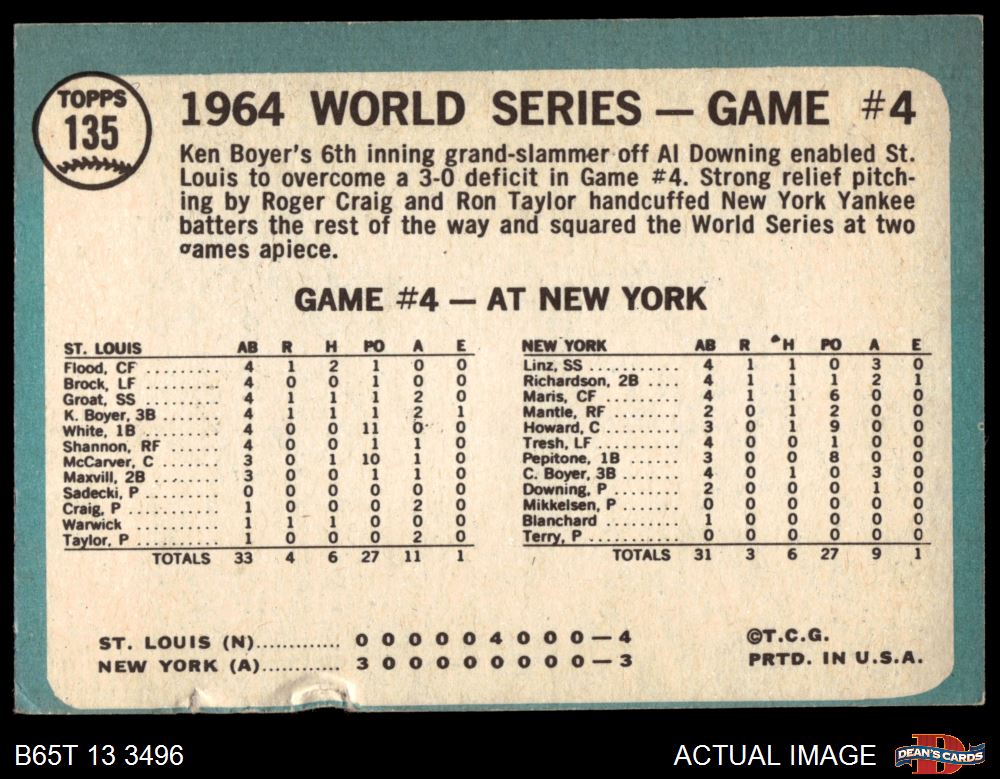 TOPPS
135
1964 WORLD SERIES — GAME #4
Ken Boyer's 6th inning grand-slammer off Al Downing enabled St.
Louis to overcome a 3-0 deficit in Game #4. Strong relief pitch-
ing by Roger Craig and Ron Taylor handcuffed New York Yankee
batters the rest of the way and squared the World Series at two
games apiece.
GAME #4 — AT NEW YORK
ST. LOUIS AB R H PO A E
Flood, CF .......... 4 1 2 1 0 0
Brock, LF .......... 4 0 0 1 0 0
Groat, SS .......... 4 1 1 1 2 0
K. Boyer, 3B ....... 4 1 1 1 2 1
White, 1B .......... 4 0 0 11 0 0
Shannon, RF ....... 4 0 0 1 1 0
McCarver, C ....... 3 0 1 10 1 0
Maxvill, 2B ........ 3 0 0 1 1 0
Sadecki, P ......... 0 0 0 0 0 0
Craig, P ........... 1 0 0 0 2 0
Warwick .......... 1 1 1 0 0 0
Taylor, P .......... 1 0 0 0 2 0
TOTALS 33 4 6 27 11 1
NEW YORK AB R H PO A E
Linz, SS ............ 4 1 1 0 3 0
Richardson, 2B .... 4 1 1 1 2 1
Maris, CF .......... 4 1 1 6 0 0
Mantle, RF ......... 2 0 1 2 0 0
Howard, C ......... 3 0 1 9 0 0
Tresh, LF .......... 4 0 0 1 0 0
Pepitone, 1B ....... 3 0 0 8 0 0
C. Boyer, 3B ....... 4 0 1 0 3 0
Downing, P ........ 2 0 0 0 1 0
Mikkelsen, P ....... 0 0 0 0 0 0
Blanchard ......... 1 0 0 0 0 0
Terry, P ........... 0 0 0 0 0 0
TOTALS 31 3 6 27 9 1
ST. LOUIS (N)............. 0 0 0 0 0 4 0 0 0 — 4
NEW YORK (A)............ 3 0 0 0 0 0 0 0 0 — 3
©T.C.G.
PRTD. IN U.S.A.
B65T 13 3496
ACTUAL IMAGE
DEAN'S CARDS